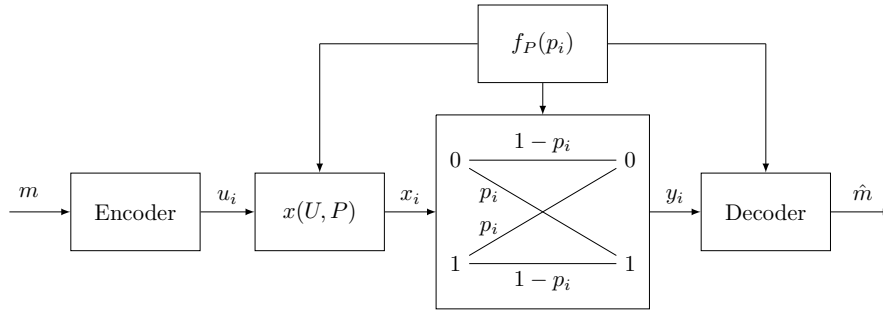 f_P(p_i)
1 − p_i
0
0
p_i
p_i
1
1
1 − p_i
m
Encoder
u_i
x(U, P)
x_i
y_i
Decoder
m̂